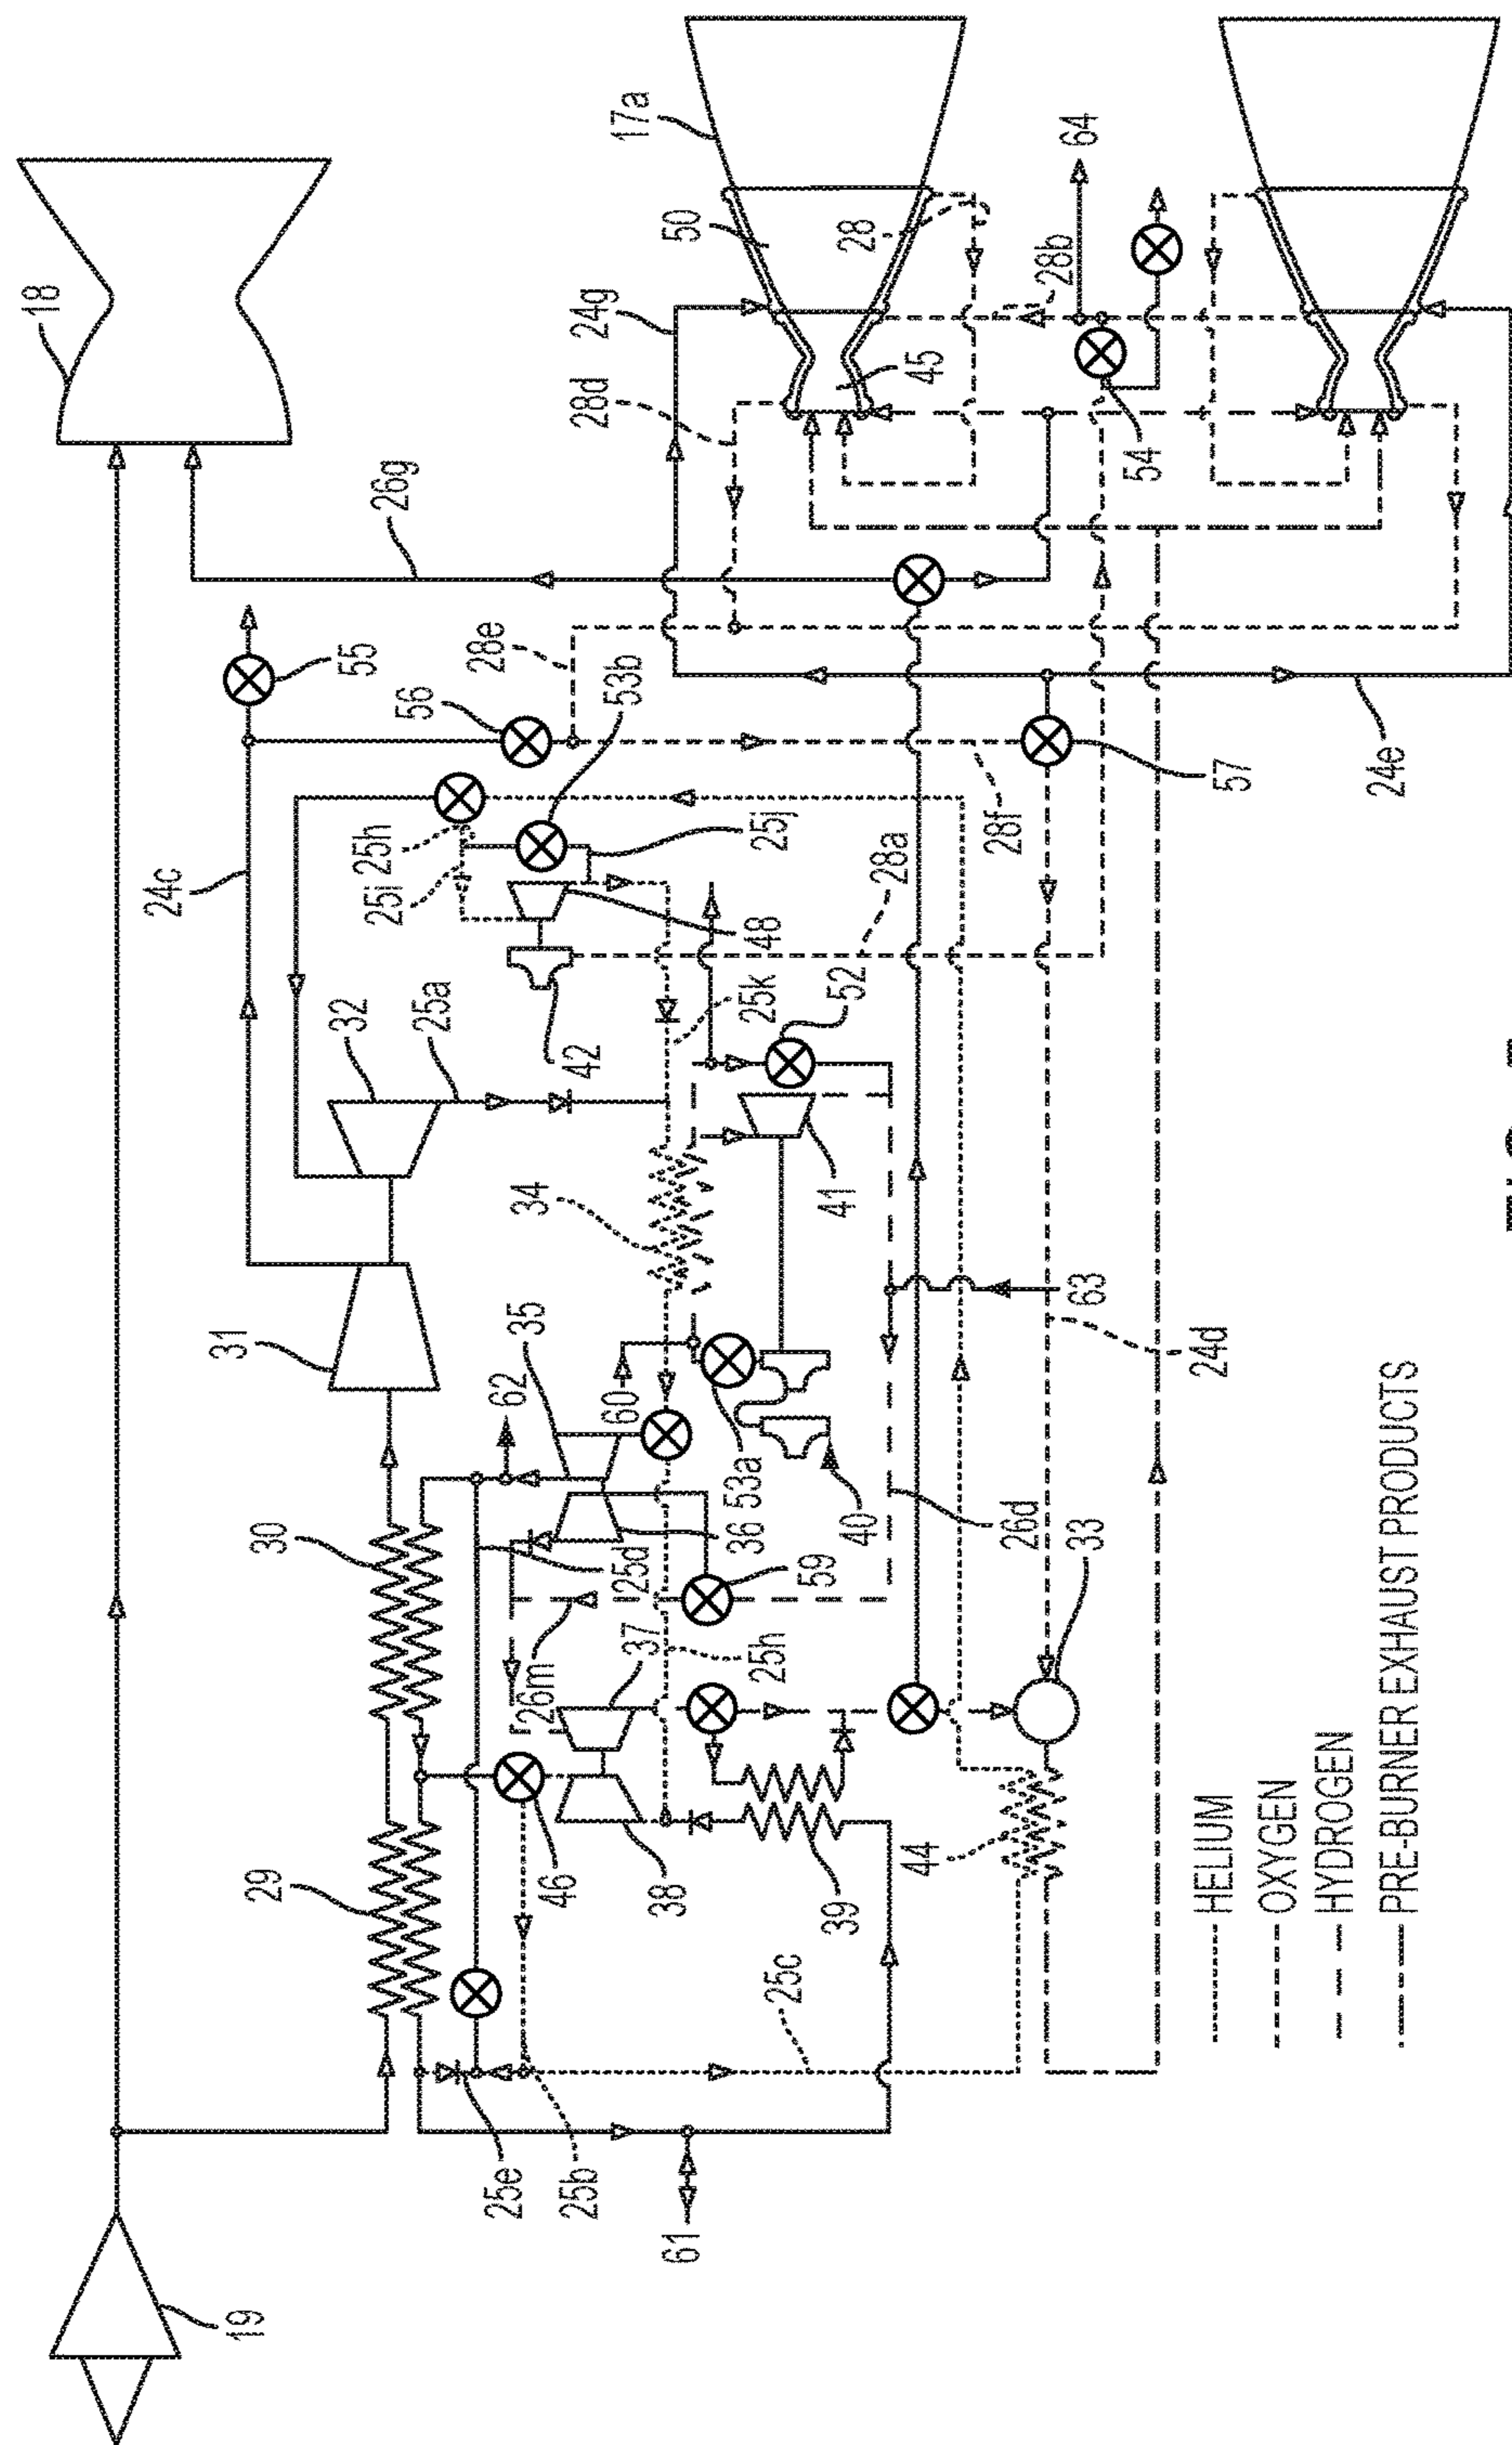 19
18
17a
50
28
64
28b
45
54
24g
28d
26g
55
56
28e
53b
24c
25h
25i
25j
48
28a
28f
57
24e
42
25k
52
32
25a
31
34
41
63
24d
35
62
60
53a
40
36
25d
59
26d
33
30
26m
37
25h
29
46
38
39
44
25c
25e
25b
61
HELIUM
OXYGEN
HYDROGEN
PRE-BURNER EXHAUST PRODUCTS